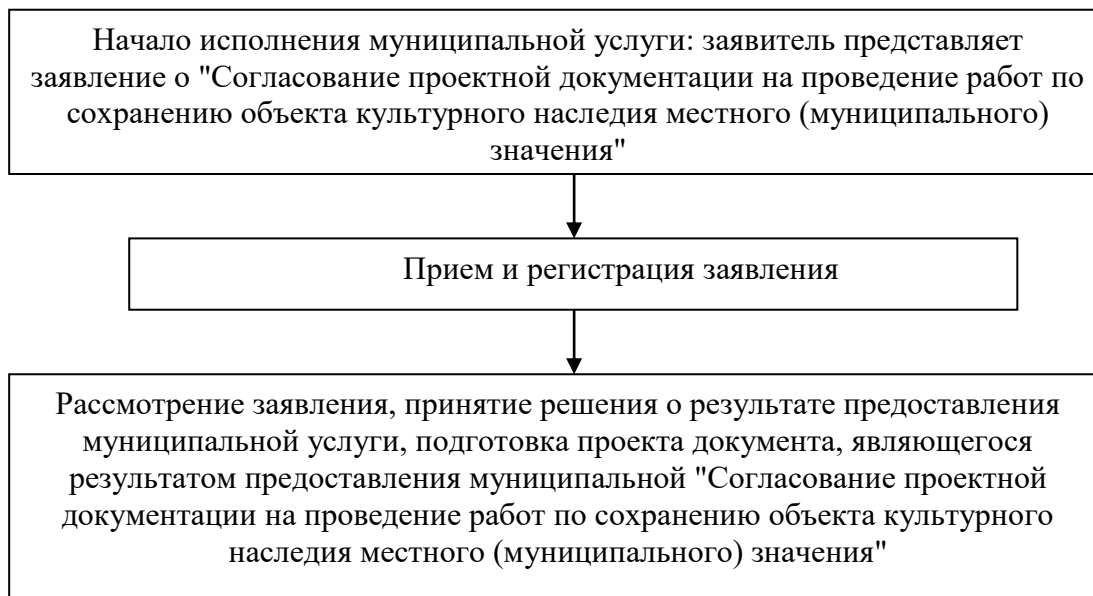 Начало исполнения муниципальной услуги: заявитель представляет
заявление о "Согласование проектной документации на проведение работ по
сохранению объекта культурного наследия местного (муниципального)
значения"
Прием и регистрация заявления
Рассмотрение заявления, принятие решения о результате предоставления
муниципальной услуги, подготовка проекта документа, являющегося
результатом предоставления муниципальной "Согласование проектной
документации на проведение работ по сохранению объекта культурного
наследия местного (муниципального) значения"